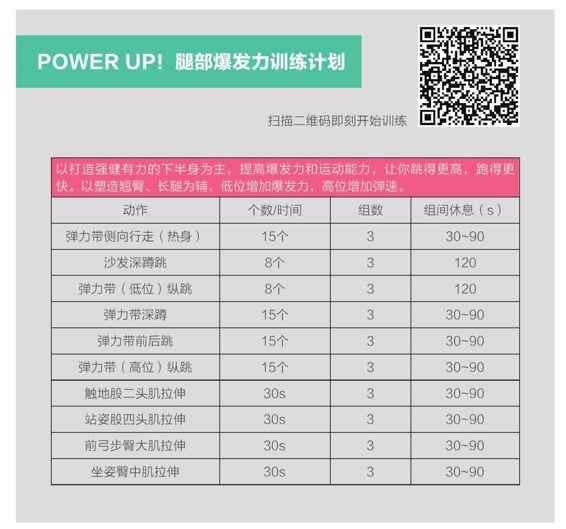 POWER UP! 腿部爆发力训练计划
扫描二维码即刻开始训练
以打造强健有力的下半身为主，提高爆发力和运动能力，让你跳得更高，跑得更
快。以塑造翘臀、长腿为辅，低位增加爆发力，高位增加弹速。
动作 个数/时间 组数 组间休息（s）
弹力带侧向行走（热身） 15个 3 30~90
沙发深蹲跳 8个 3 120
弹力带（低位）纵跳 8个 3 120
弹力带深蹲 15个 3 30~90
弹力带前后跳 15个 3 30~90
弹力带（高位）纵跳 15个 3 30~90
触地股二头肌拉伸 30s 3 30~90
站姿股四头肌拉伸 30s 3 30~90
前弓步臀大肌拉伸 30s 3 30~90
坐姿臀中肌拉伸 30s 3 30~90